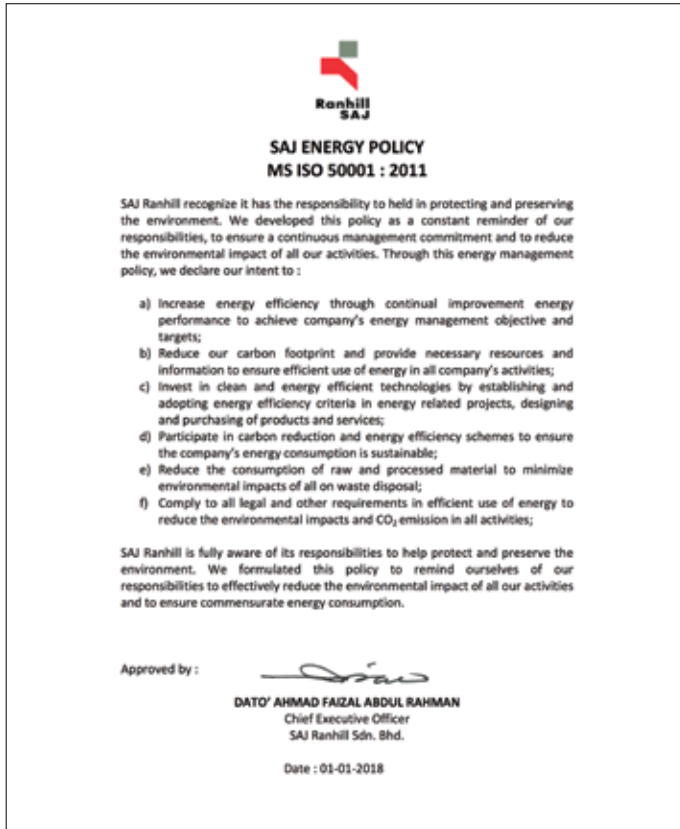 Ranhill
SAJ
SAJ ENERGY POLICY
MS ISO 50001 : 2011
SAJ Ranhill recognize it has the responsibility to held in protecting and preserving
the environment. We developed this policy as a constant reminder of our
responsibilities, to ensure a continuous management commitment and to reduce
the environmental impact of all our activities. Through this energy management
policy, we declare our intent to :
a) Increase energy efficiency through continual improvement energy
performance to achieve company's energy management objective and
targets;
b) Reduce our carbon footprint and provide necessary resources and
information to ensure efficient use of energy in all company's activities;
c) Invest in clean and energy efficient technologies by establishing and
adopting energy efficiency criteria in energy related projects, designing
and purchasing of products and services;
d) Participate in carbon reduction and energy efficiency schemes to ensure
the company's energy consumption is sustainable;
e) Reduce the consumption of raw and processed material to minimize
environmental impacts of all on waste disposal;
f) Comply to all legal and other requirements in efficient use of energy to
reduce the environmental impacts and CO₂ emission in all activities;
SAJ Ranhill is fully aware of its responsibilities to help protect and preserve the
environment. We formulated this policy to remind ourselves of our
responsibilities to effectively reduce the environmental impact of all our activities
and to ensure commensurate energy consumption.
Approved by :
DATO' AHMAD FAIZAL ABDUL RAHMAN
Chief Executive Officer
SAJ Ranhill Sdn. Bhd.
Date : 01-01-2018